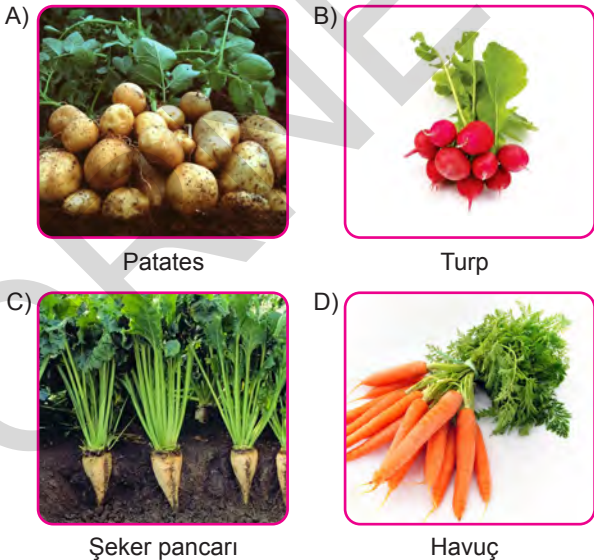 A)
B)
Patates
Turp
C)
D)
Şeker pancarı
Havuç